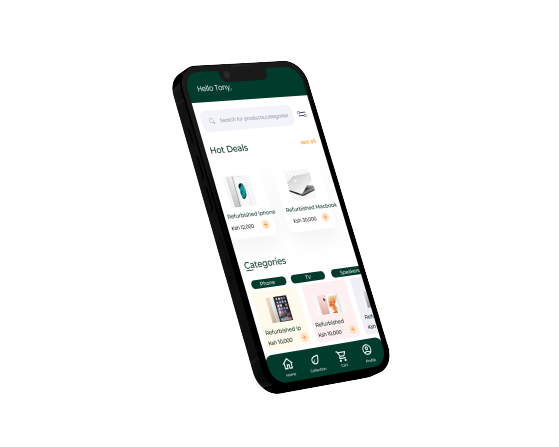 Hello Tony,
Search for products,categories
Hot Deals
see all
Refurbished Iphone
Ksh 12,000
Refurbished Macbook
Ksh 30,000
Categories
Phone
TV
Speakers
Refurbished Ip
Ksh 10,000
Refurbished
Ksh 10,000
Refu
Ksh
Home
Collection
Cart
Profile